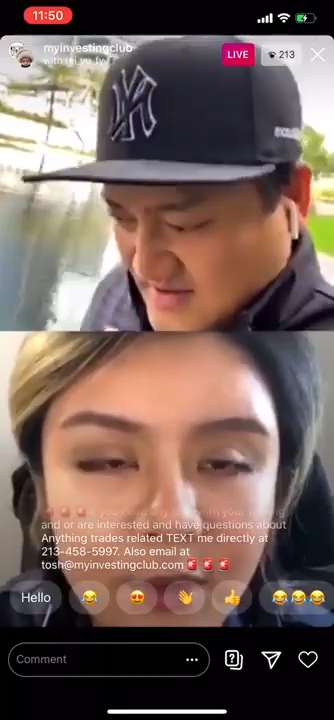 11:50
myinvestingclub
LIVE
213
and or are interested and have questions about
Anything trades related TEXT me directly at
213-458-5997. Also email at
tosh@myinvestingclub.com
Hello
Comment